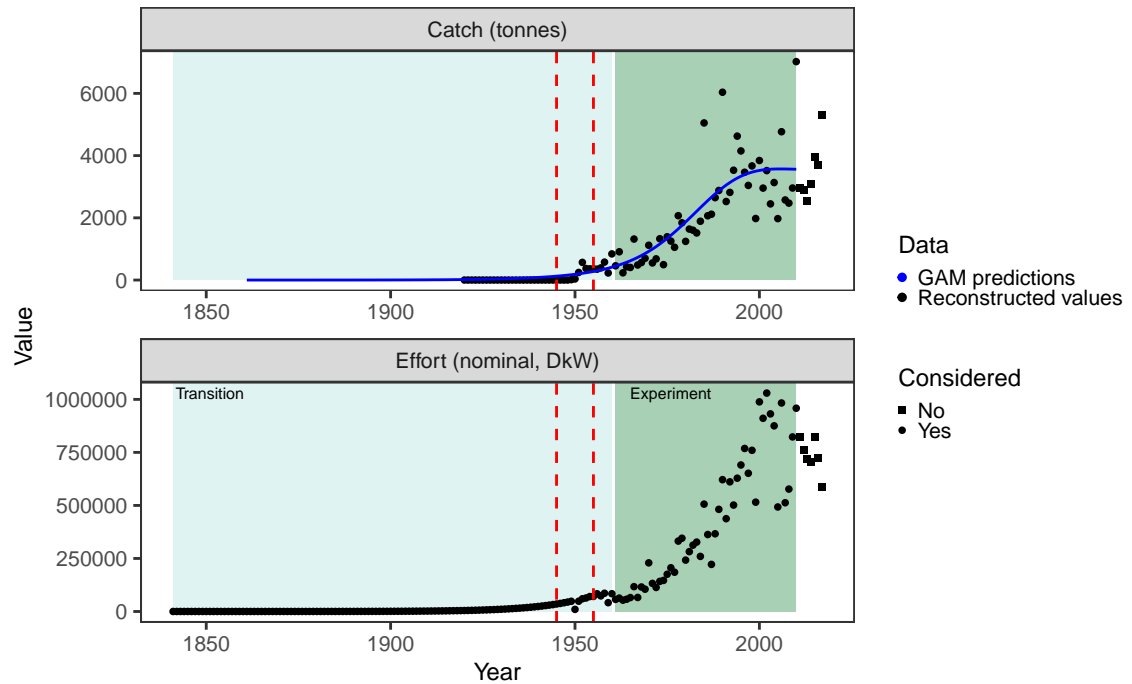 Catch (tonnes)
6000
4000
2000
0
1850
1900
1950
2000
Effort (nominal, DkW)
Transition
Experiment
1000000
750000
500000
250000
0
1850
1900
1950
2000
Year
Value
Data
GAM predictions
Reconstructed values
Considered
No
Yes